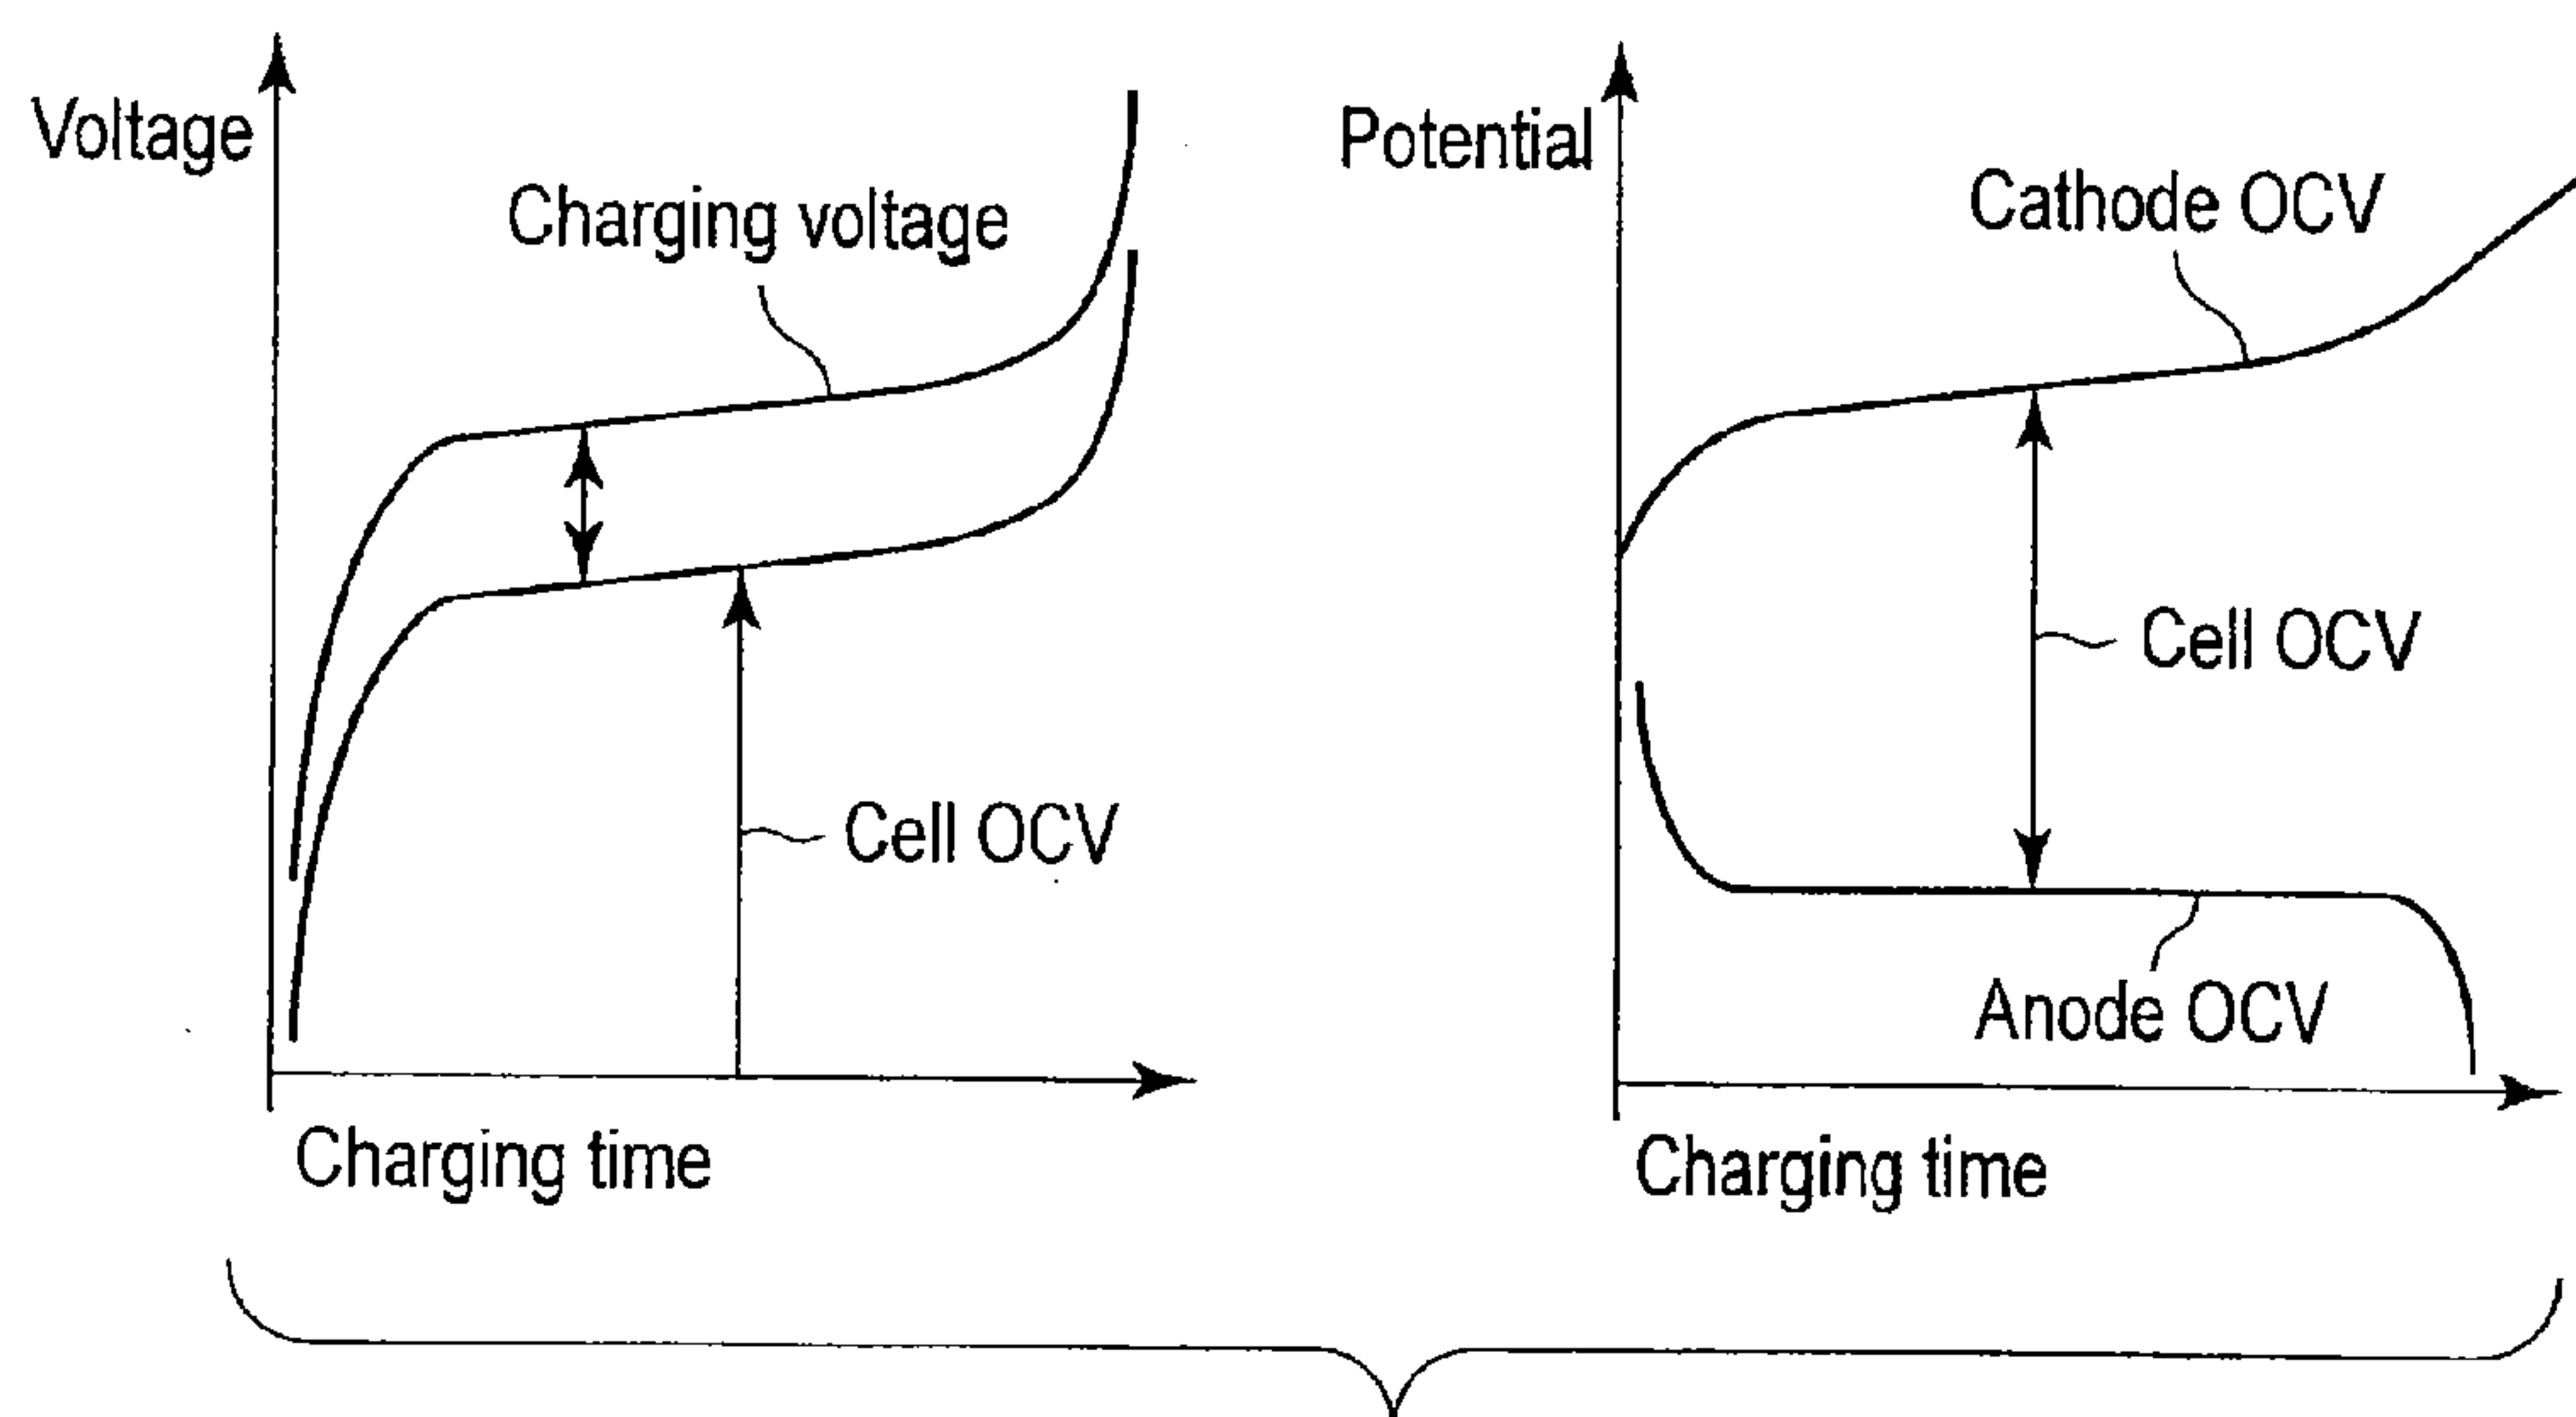 Voltage
Charging voltage
Cell OCV
Charging time
Potential
Cathode OCV
Cell OCV
Anode OCV
Charging time